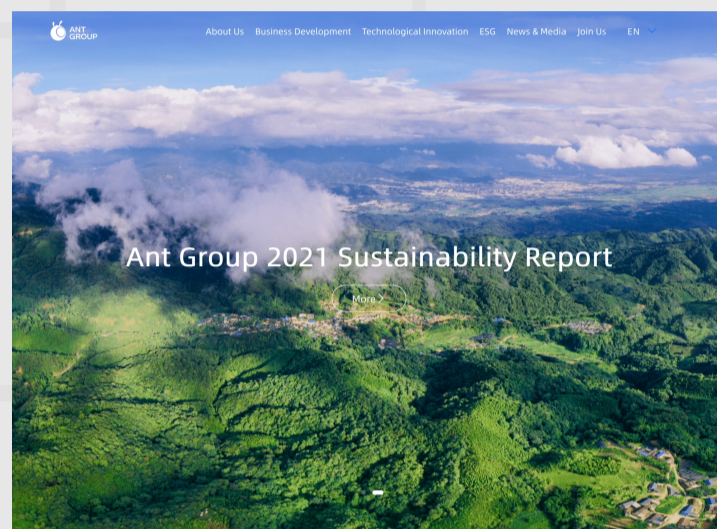 ANT
GROUP
About Us Business Development Technological Innovation ESG News & Media Join Us EN
Ant Group 2021 Sustainability Report
More